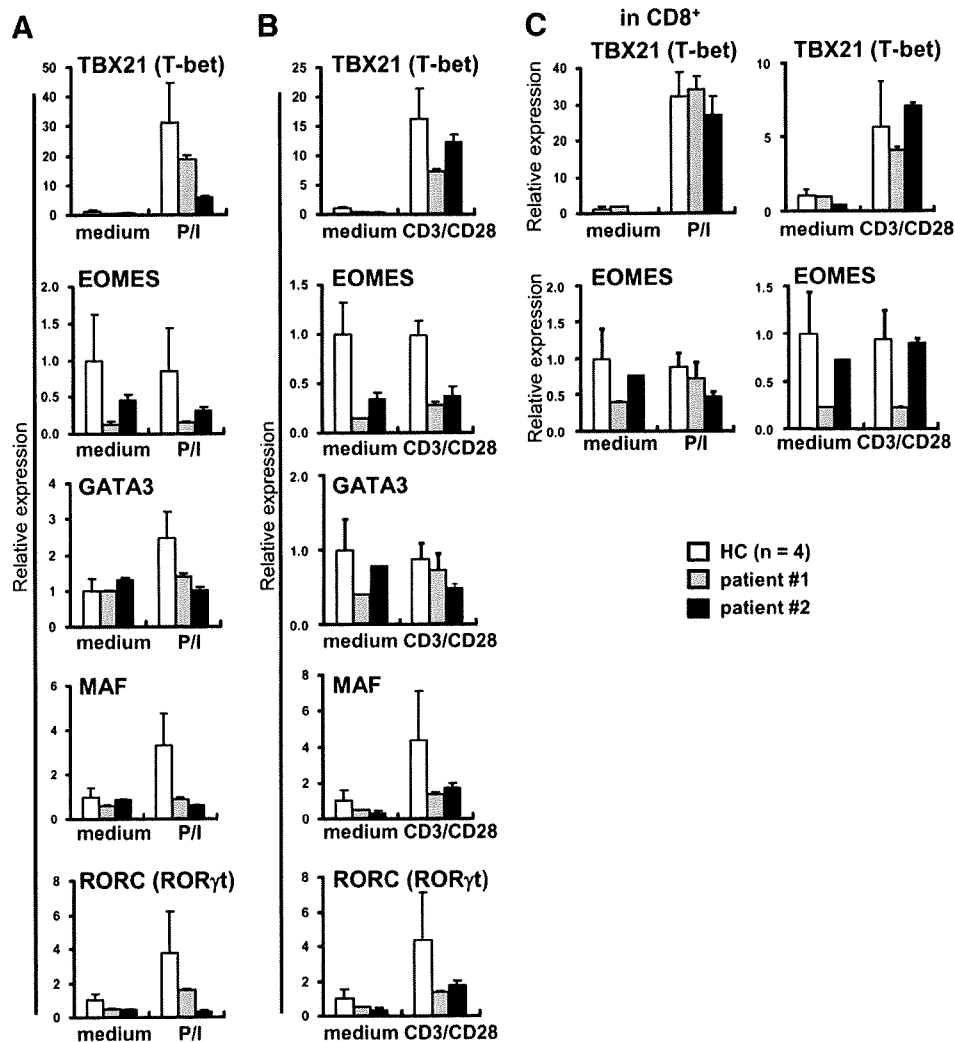 A
TBX21 (T-bet)
50
40
30
20
10
0
medium P/I
EOMES
2.0
1.5
1.0
0.5
0.0
medium P/I
GATA3
4
3
2
1
0
medium P/I
MAF
6
4
2
0
medium P/I
RORC (RORγt)
8
6
4
2
0
medium P/I
Relative expression
B
TBX21 (T-bet)
25
20
15
10
5
0
medium CD3/CD28
EOMES
1.5
1.0
0.5
0.0
medium CD3/CD28
GATA3
2.0
1.0
0.0
medium CD3/CD28
MAF
8
6
4
2
0
medium CD3/CD28
RORC (RORγt)
8
6
4
2
0
medium CD3/CD28
Relative expression
C
in CD8⁺
TBX21 (T-bet)
40
30
20
10
0
Relative expression
medium P/I
TBX21 (T-bet)
10
5
0
medium CD3/CD28
EOMES
2.0
1.5
1.0
0.5
0.0
Relative expression
medium P/I
EOMES
1.5
1.0
0.5
0.0
medium CD3/CD28
HC (n = 4)
patient #1
patient #2